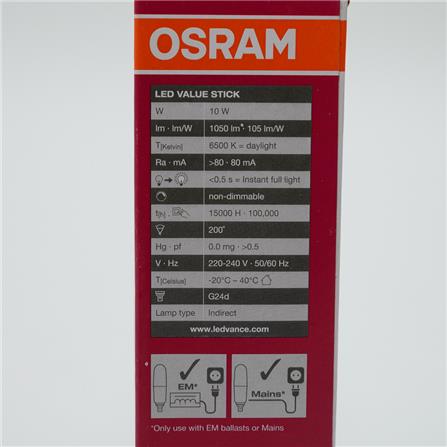 OSRAM
LED VALUE STICK
W 10 W
lm · lm/W 1050 lm*· 105 lm/W
T[Kelvin] 6500 K = daylight
Ra · mA >80 · 80 mA
<0.5 s = Instant full light
non-dimmable
15000 H · 100,000
200°
Hg · pf 0.0 mg · >0.5
V · Hz 220-240 V · 50/60 Hz
T[Celsius] -20°C – 40°C
G24d
Lamp type Indirect
www.ledvance.com
EM* Mains*
*Only use with EM ballasts or Mains